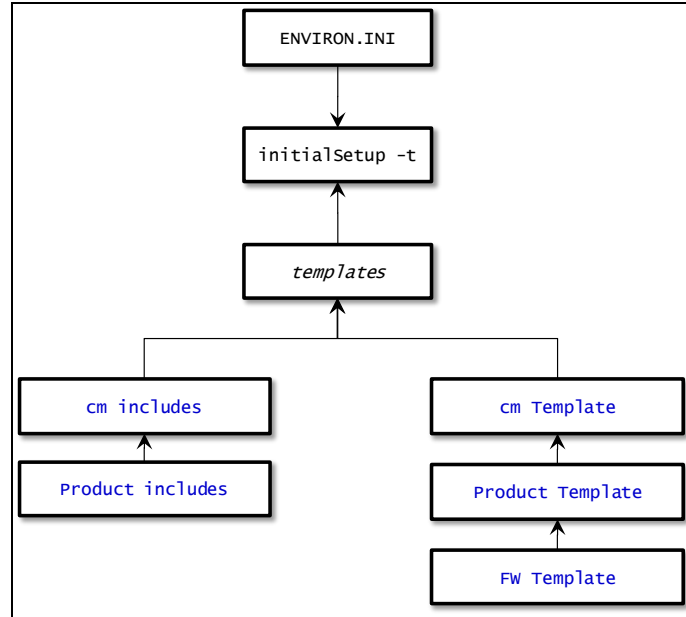 ENVIRON.INI
initialSetup -t
templates
cm includes
cm Template
Product includes
Product Template
FW Template